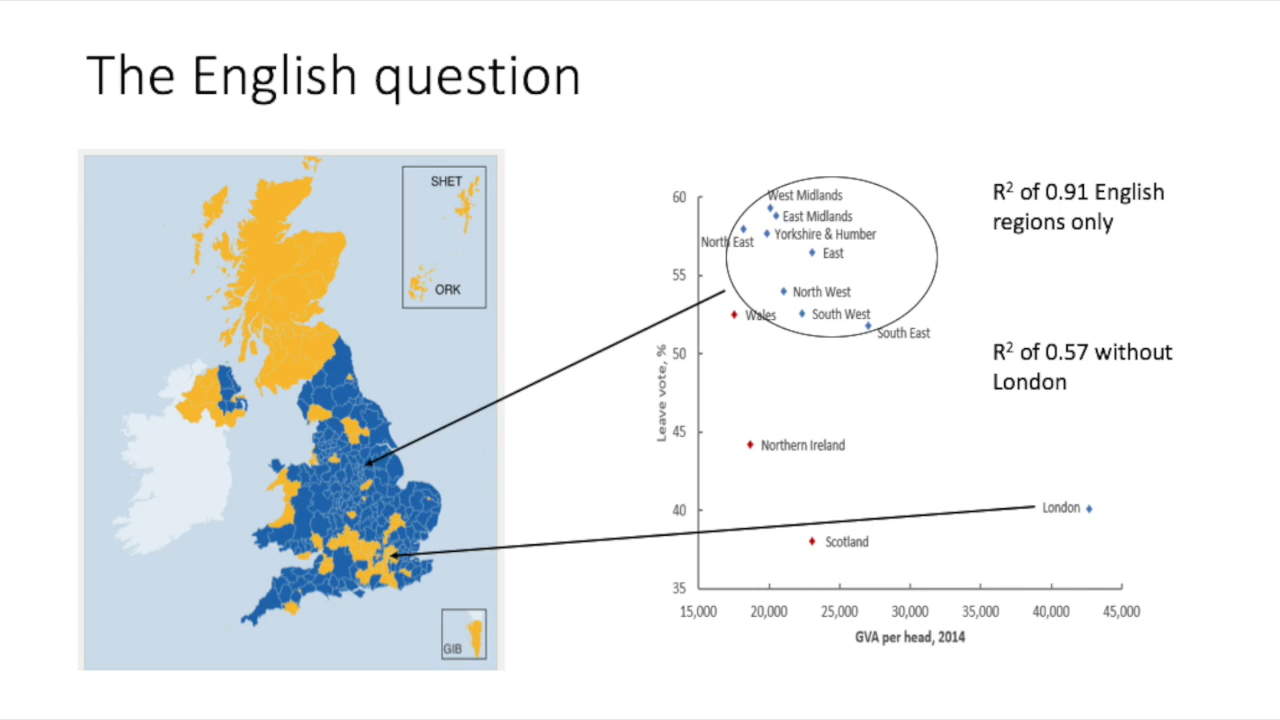 The English question
SHET
ORK
GIB
Leave vote, %
60
55
50
45
40
35
West Midlands
East Midlands
North East
Yorkshire & Humber
East
North West
Wales
South West
South East
Northern Ireland
London
Scotland
15,000
20,000
25,000
30,000
35,000
40,000
45,000
GVA per head, 2014
R² of 0.91 English
regions only
R² of 0.57 without
London